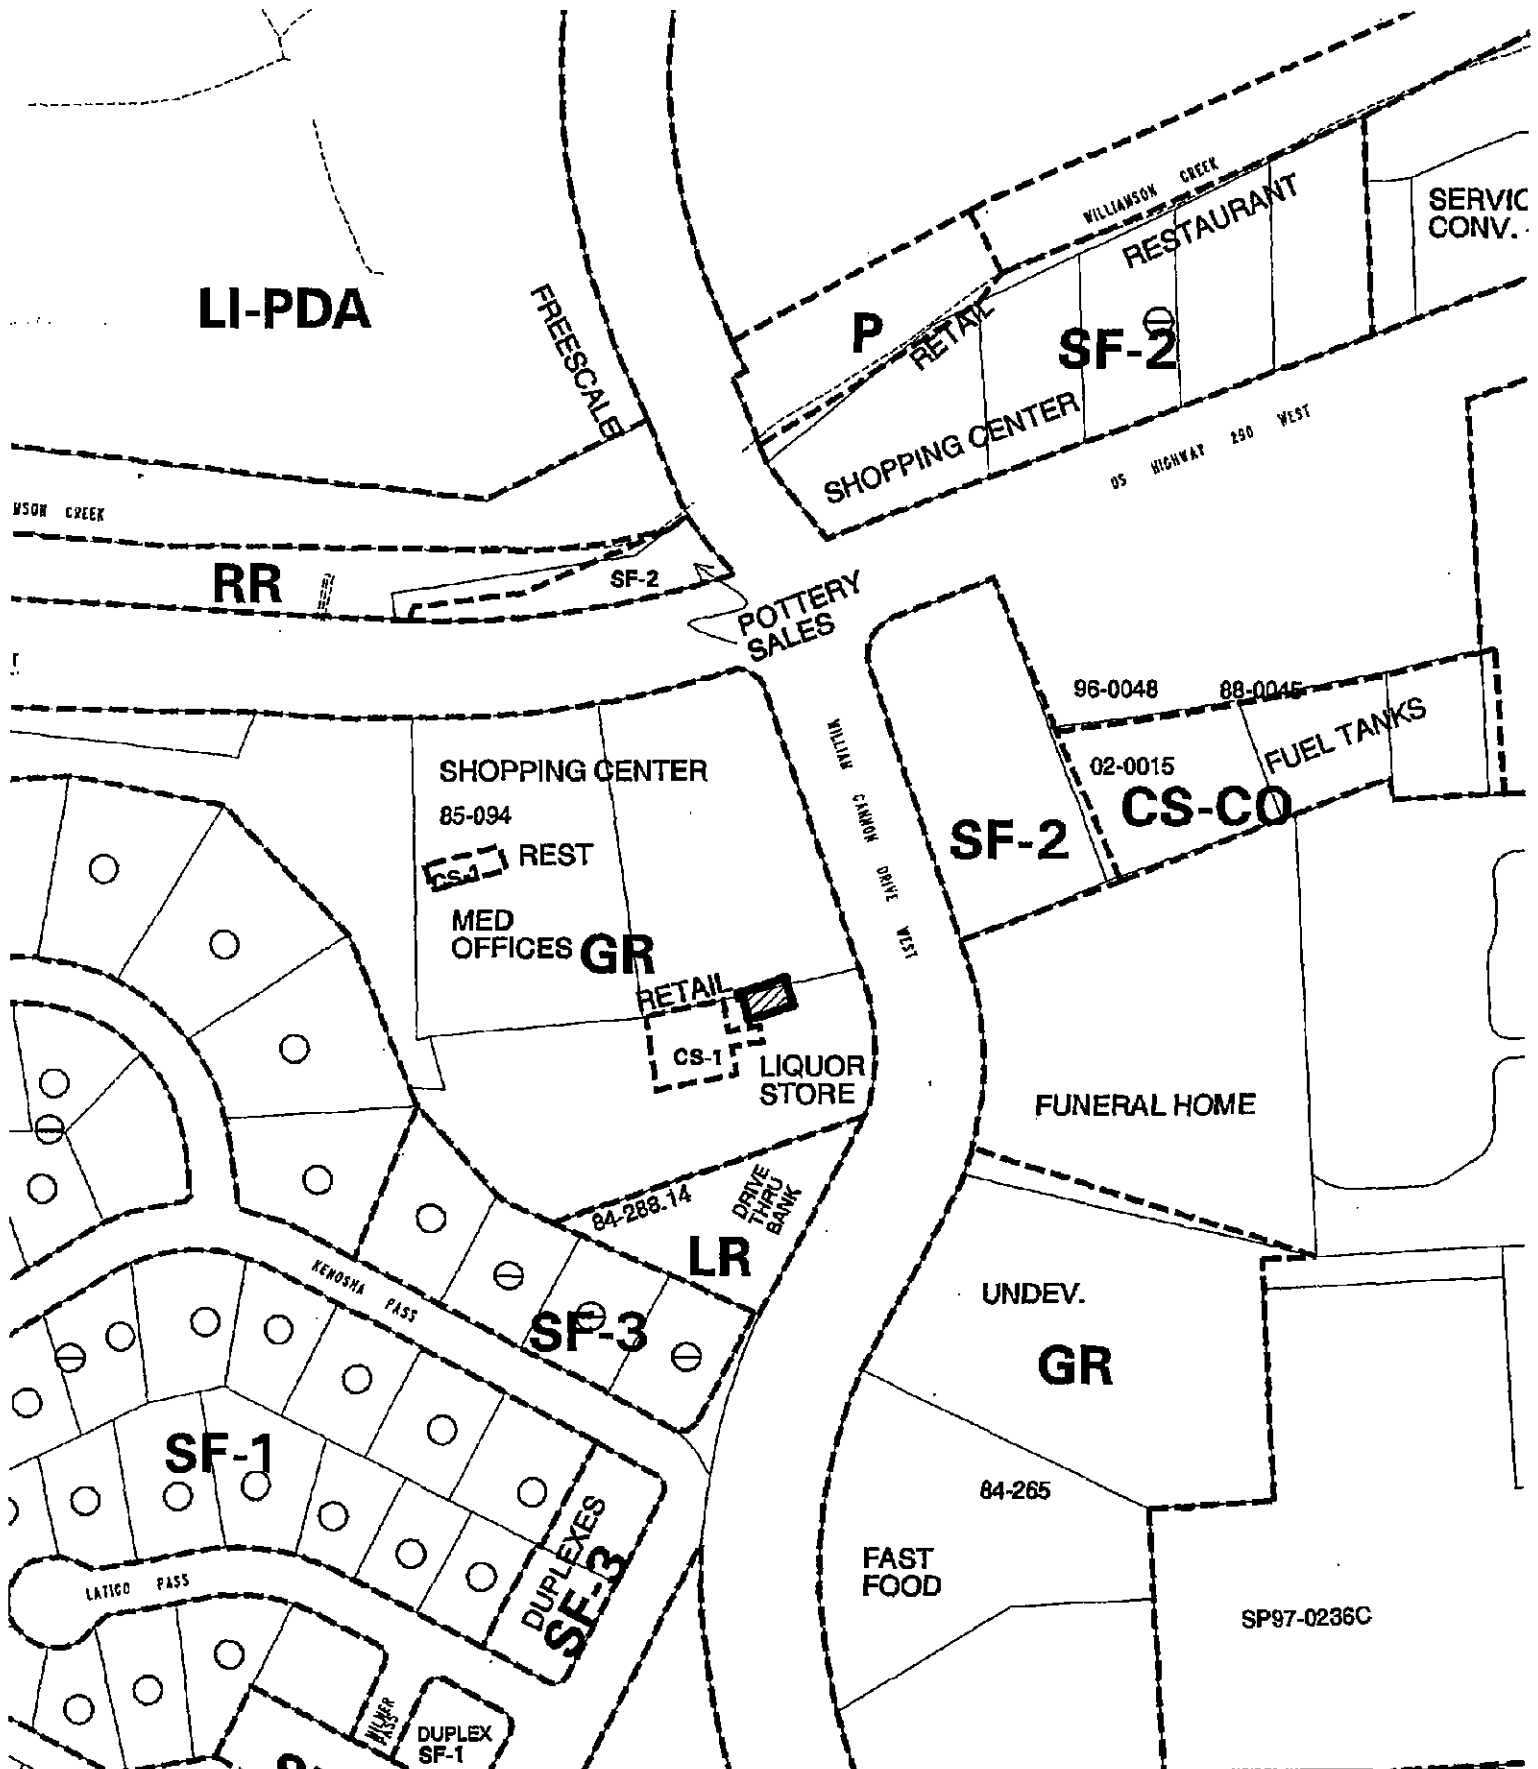 WILLIAMSON CREEK
RESTAURANT
SERVIC
CONV.
LI-PDA
FREESCALE
P
RETAIL
SF-2
SHOPPING CENTER
US HIGHWAY 290 WEST
MSON CREEK
RR
SF-2
POTTERY
SALES
96-0048
88-0045
FUEL TANKS
02-0015
CS-CO
WILLIAM CANNON DRIVE WEST
SHOPPING CENTER
85-094
CS-1
REST
SF-2
MED
OFFICES
GR
RETAIL
CS-1
LIQUOR
STORE
FUNERAL HOME
84-288.14
DRIVE
THRU
BANK
LR
KENOSHA PASS
UNDEV.
SF-3
GR
SF-1
84-265
DUPLEXES
SF-3
FAST
FOOD
LATIGO PASS
SP97-0236C
WILMER
PASS
DUPLEX
SF-1